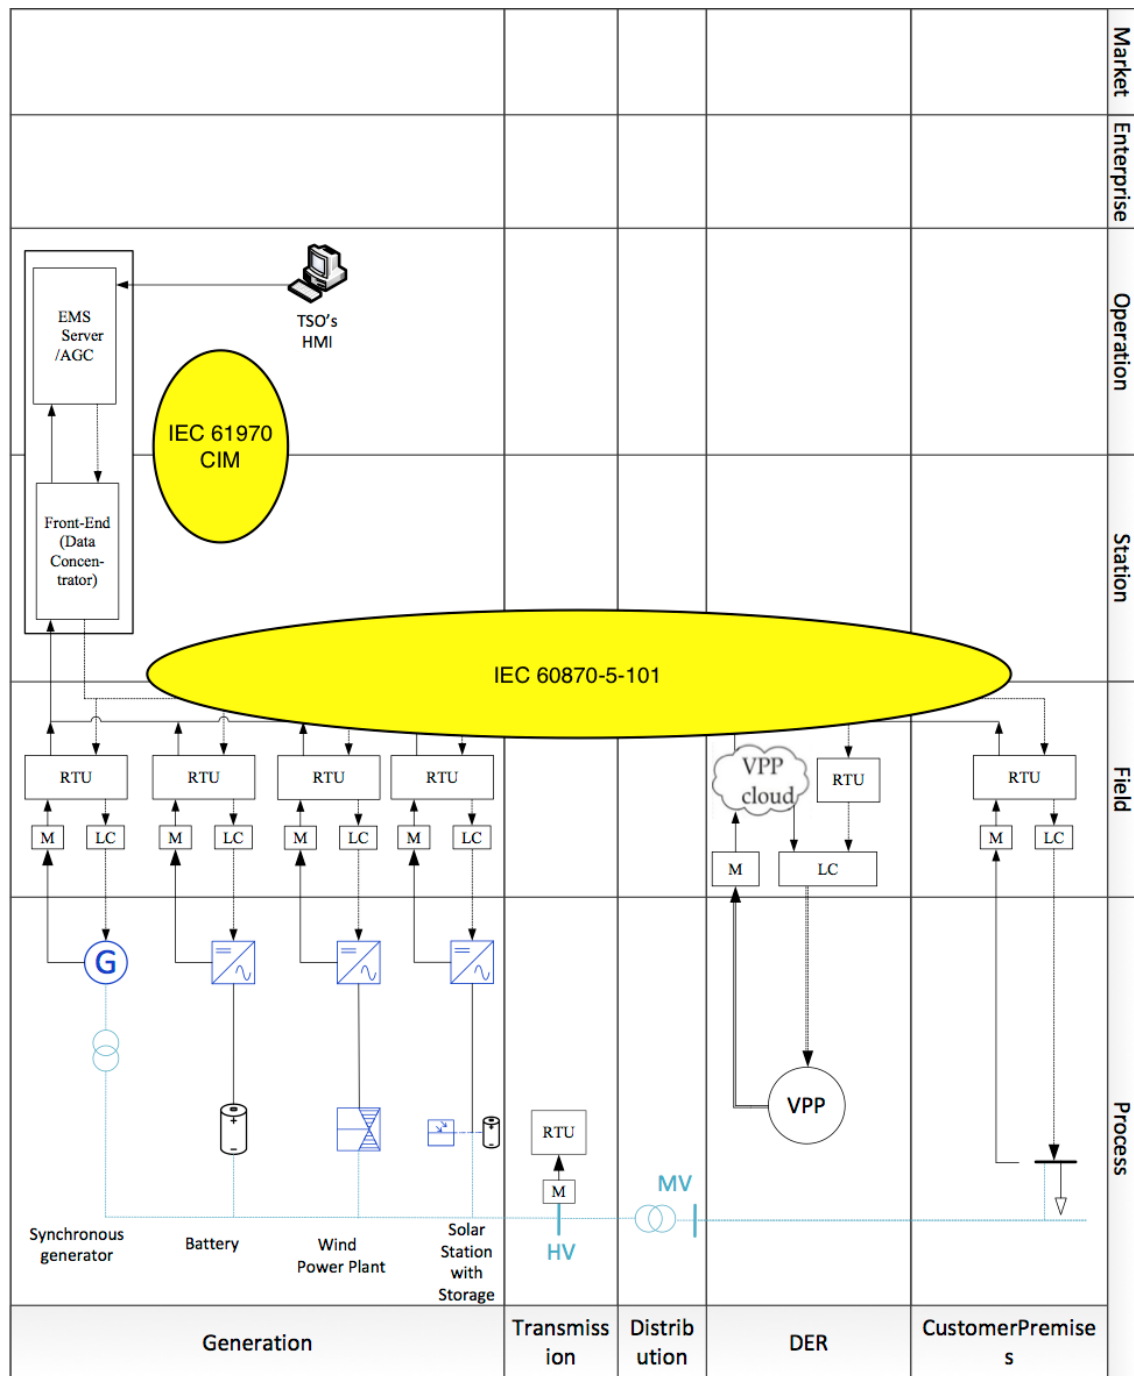 Market
Enterprise
Operation
Station
Field
Process
EMS
Server
/AGC
TSO's
HMI
IEC 61970
CIM
Front-End
(Data
Concen-
trator)
IEC 60870-5-101
RTU
RTU
RTU
RTU
VPP
cloud
RTU
RTU
M
LC
M
LC
M
LC
M
LC
M
LC
M
LC
G
VPP
RTU
M
HV
MV
Synchronous
generator
Battery
Wind
Power Plant
Solar
Station
with
Storage
Generation
Transmiss
ion
Distrib
ution
DER
CustomerPremise
s